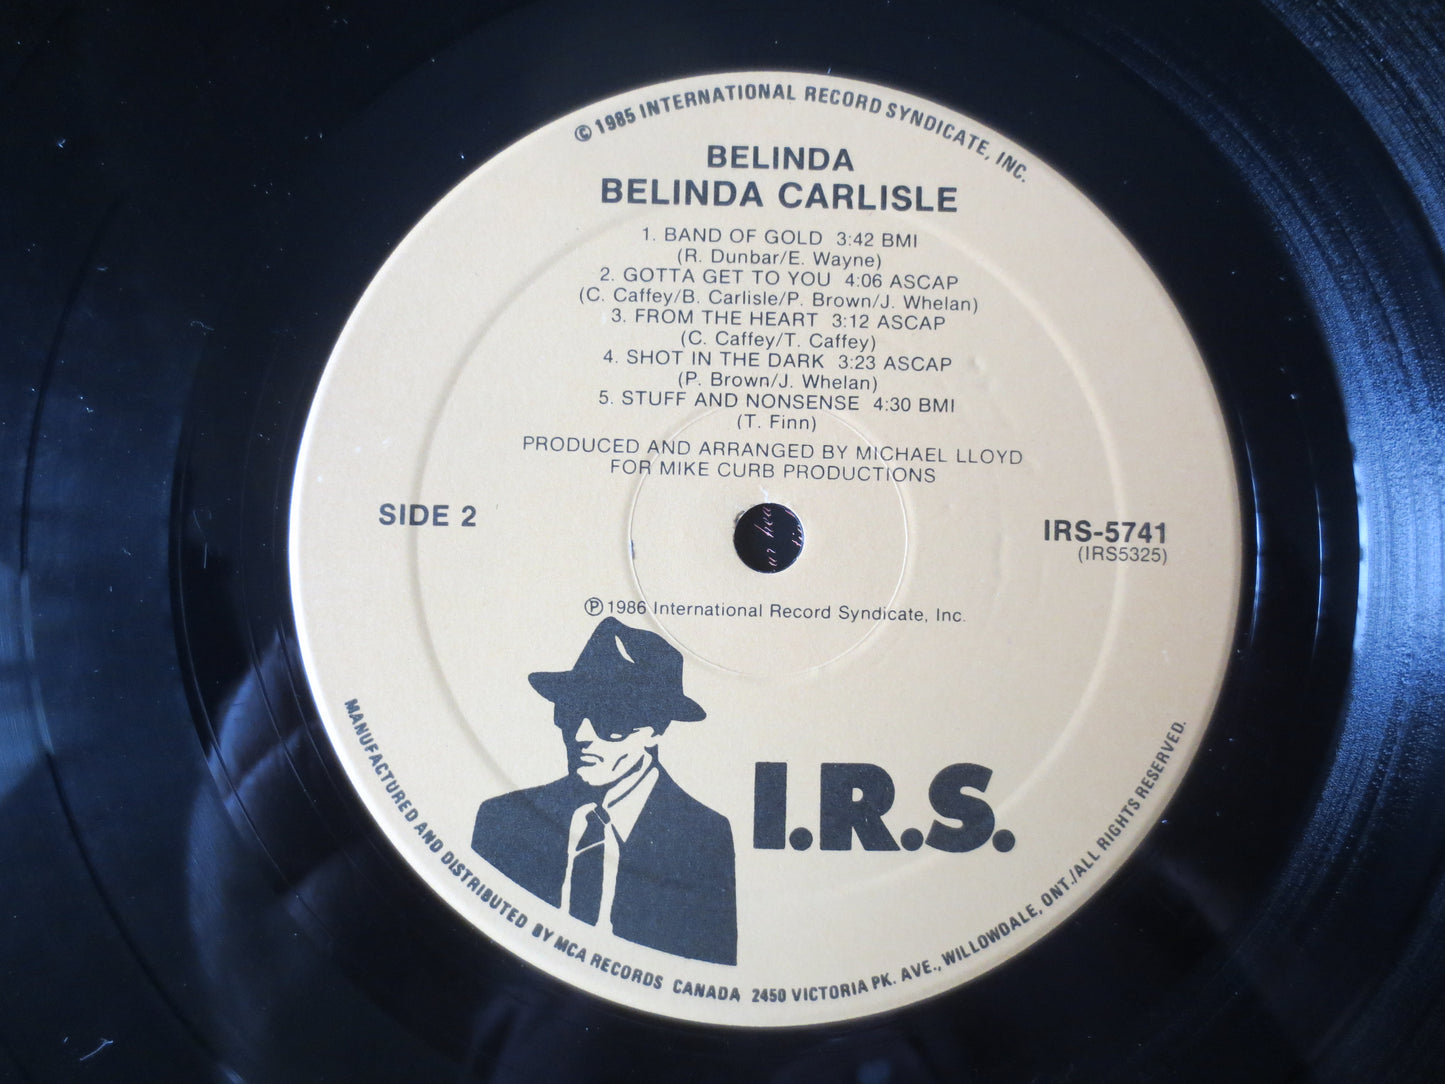 © 1985 INTERNATIONAL RECORD SYNDICATE, INC.
BELINDA
BELINDA CARLISLE
1. BAND OF GOLD 3:42 BMI
(R. Dunbar/E. Wayne)
2. GOTTA GET TO YOU 4:06 ASCAP
(C. Caffey/B. Carlisle/P. Brown/J. Whelan)
3. FROM THE HEART 3:12 ASCAP
(C. Caffey/T. Caffey)
4. SHOT IN THE DARK 3:23 ASCAP
(P. Brown/J. Whelan)
5. STUFF AND NONSENSE 4:30 BMI
(T. Finn)
PRODUCED AND ARRANGED BY MICHAEL LLOYD
FOR MIKE CURB PRODUCTIONS
SIDE 2
IRS-5741
(IRS5325)
℗ 1986 International Record Syndicate, Inc.
I.R.S.
MANUFACTURED AND DISTRIBUTED BY MCA RECORDS CANADA 2450 VICTORIA PK. AVE., WILLOWDALE, ONT./ALL RIGHTS RESERVED.